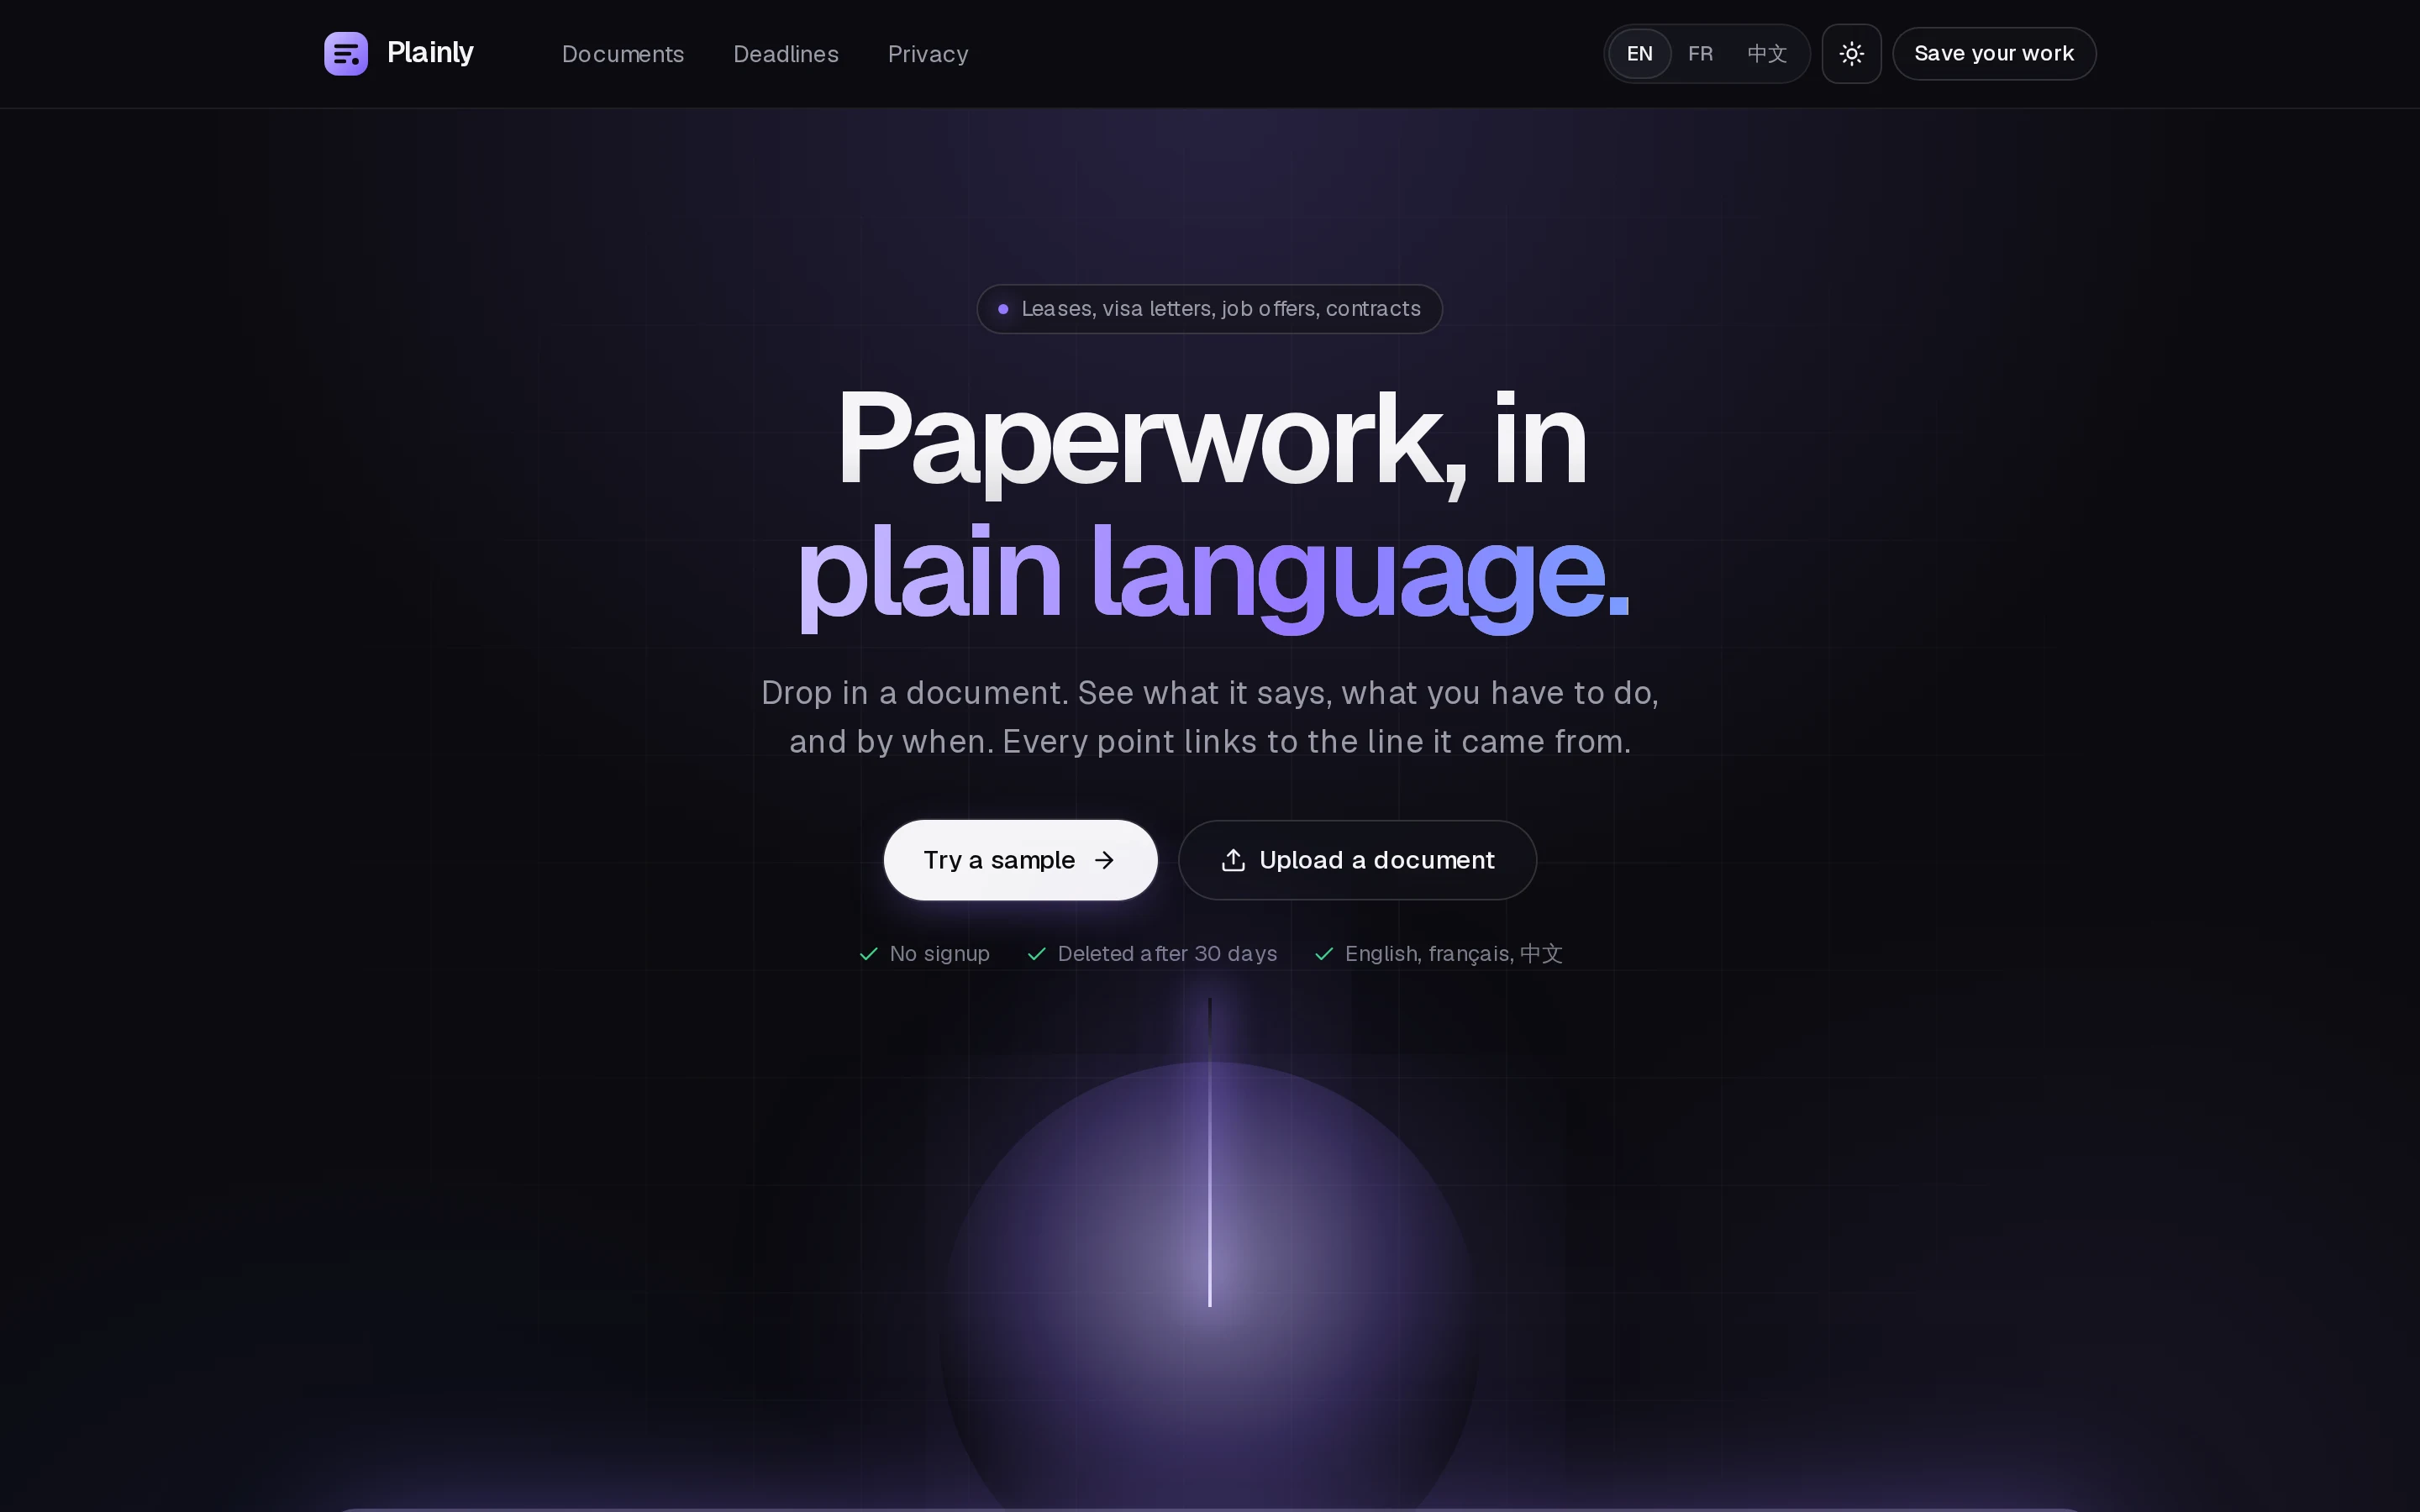 Plainly
Documents
Deadlines
Privacy
EN
FR
中文
Save your work
Leases, visa letters, job offers, contracts
Paperwork, in
plain language.
Drop in a document. See what it says, what you have to do,
and by when. Every point links to the line it came from.
Try a sample
Upload a document
No signup
Deleted after 30 days
English, français, 中文